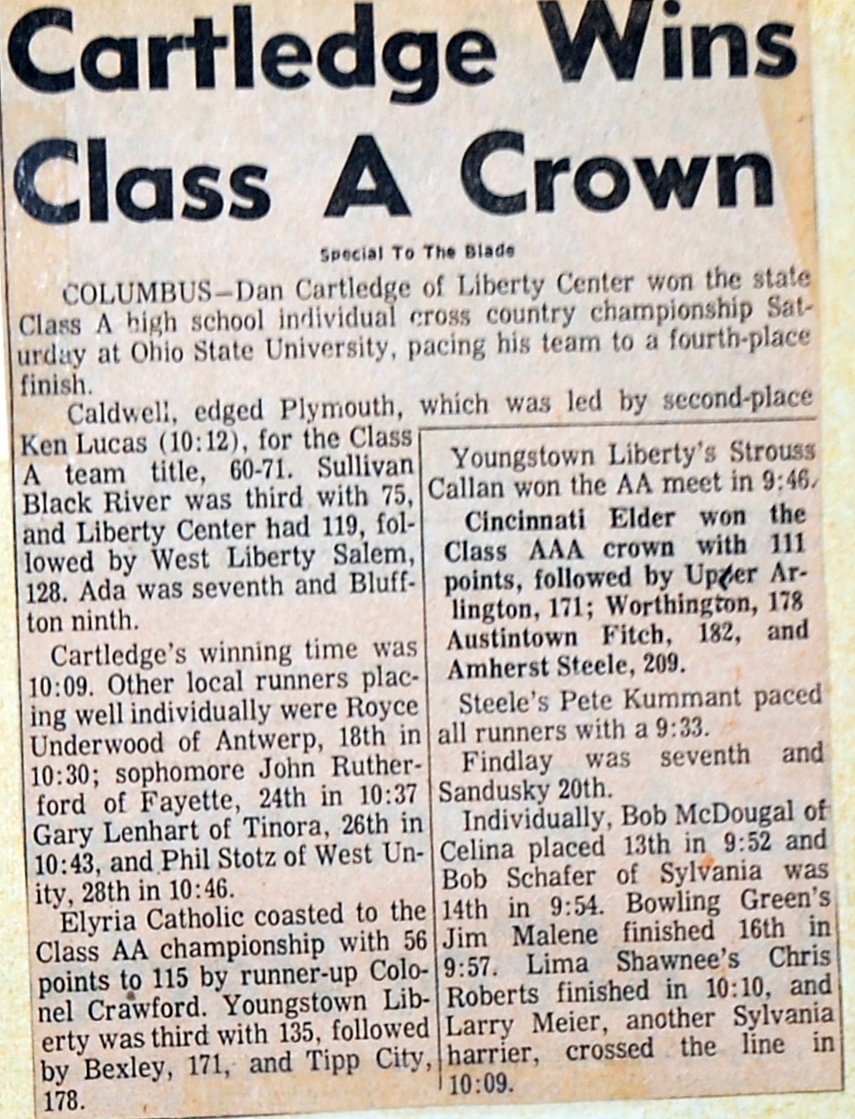 Cartledge Wins
Class A Crown
Special To The Blade
COLUMBUS—Dan Cartledge of Liberty Center won the state
Class A high school individual cross country championship Sat-
urday at Ohio State University, pacing his team to a fourth-place
finish.
Caldwell, edged Plymouth, which was led by second-place
Ken Lucas (10:12), for the Class
A team title, 60-71. Sullivan
Black River was third with 75,
and Liberty Center had 119, fol-
lowed by West Liberty Salem,
128. Ada was seventh and Bluff-
ton ninth.
Cartledge's winning time was
10:09. Other local runners plac-
ing well individually were Royce
Underwood of Antwerp, 18th in
10:30; sophomore John Ruther-
ford of Fayette, 24th in 10:37
Gary Lenhart of Tinora, 26th in
10:43, and Phil Stotz of West Un-
ity, 28th in 10:46.
Elyria Catholic coasted to the
Class AA championship with 56
points to 115 by runner-up Colo-
nel Crawford. Youngstown Lib-
erty was third with 135, followed
by Bexley, 171, and Tipp City,
178.
Youngstown Liberty's Strouss
Callan won the AA meet in 9:46.
Cincinnati Elder won the
Class AAA crown with 111
points, followed by Upper Ar-
lington, 171; Worthington, 178
Austintown Fitch, 182, and
Amherst Steele, 209.
Steele's Pete Kummant paced
all runners with a 9:33.
Findlay was seventh and
Sandusky 20th.
Individually, Bob McDougal of
Celina placed 13th in 9:52 and
Bob Schafer of Sylvania was
14th in 9:54. Bowling Green's
Jim Malene finished 16th in
9:57. Lima Shawnee's Chris
Roberts finished in 10:10, and
Larry Meier, another Sylvania
harrier, crossed the line in
10:09.